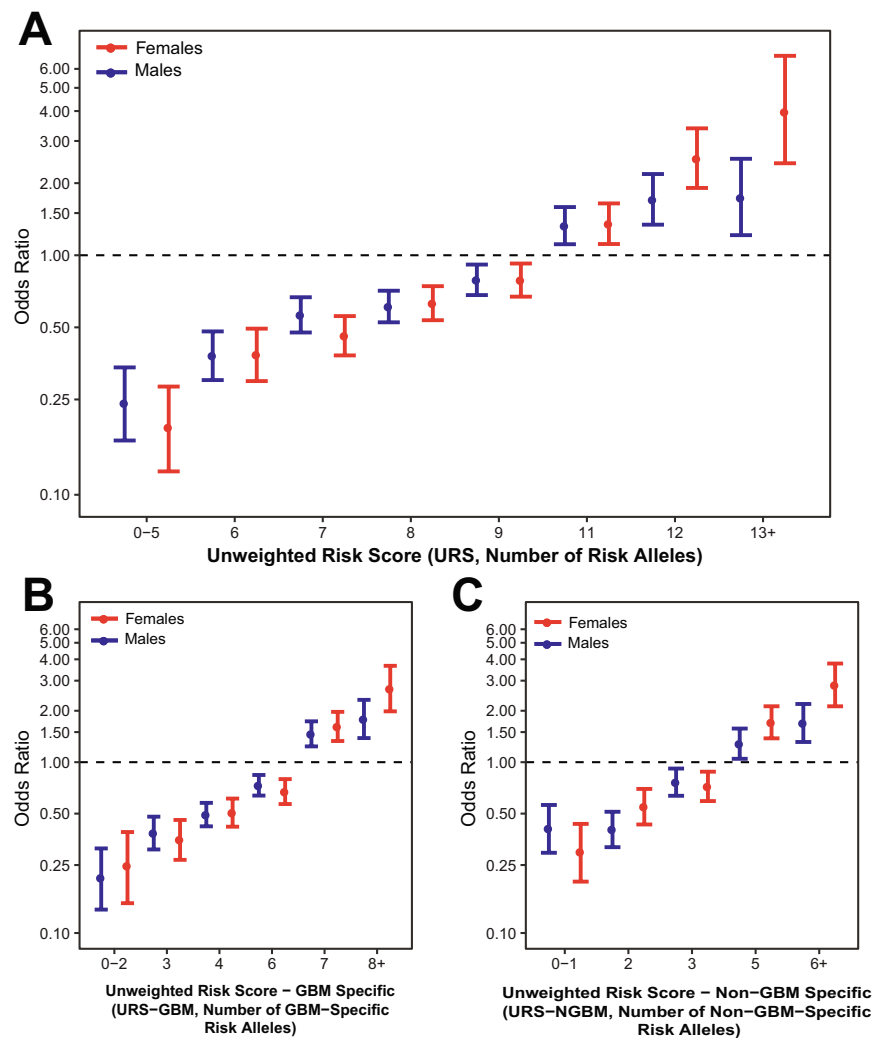 A
Females
Males
6.00
5.00
4.00
3.00
2.00
1.50
1.00
0.50
0.25
0.10
Odds Ratio
0−5 6 7 8 9 11 12 13+
Unweighted Risk Score (URS, Number of Risk Alleles)
B
Females
Males
6.00
5.00
4.00
3.00
2.00
1.50
1.00
0.50
0.25
0.10
Odds Ratio
0−2 3 4 6 7 8+
Unweighted Risk Score − GBM Specific
(URS−GBM, Number of GBM−Specific
Risk Alleles)
C
Females
Males
6.00
5.00
4.00
3.00
2.00
1.50
1.00
0.50
0.25
0.10
Odds Ratio
0−1 2 3 5 6+
Unweighted Risk Score − Non−GBM Specific
(URS−NGBM, Number of Non−GBM−Specific
Risk Alleles)